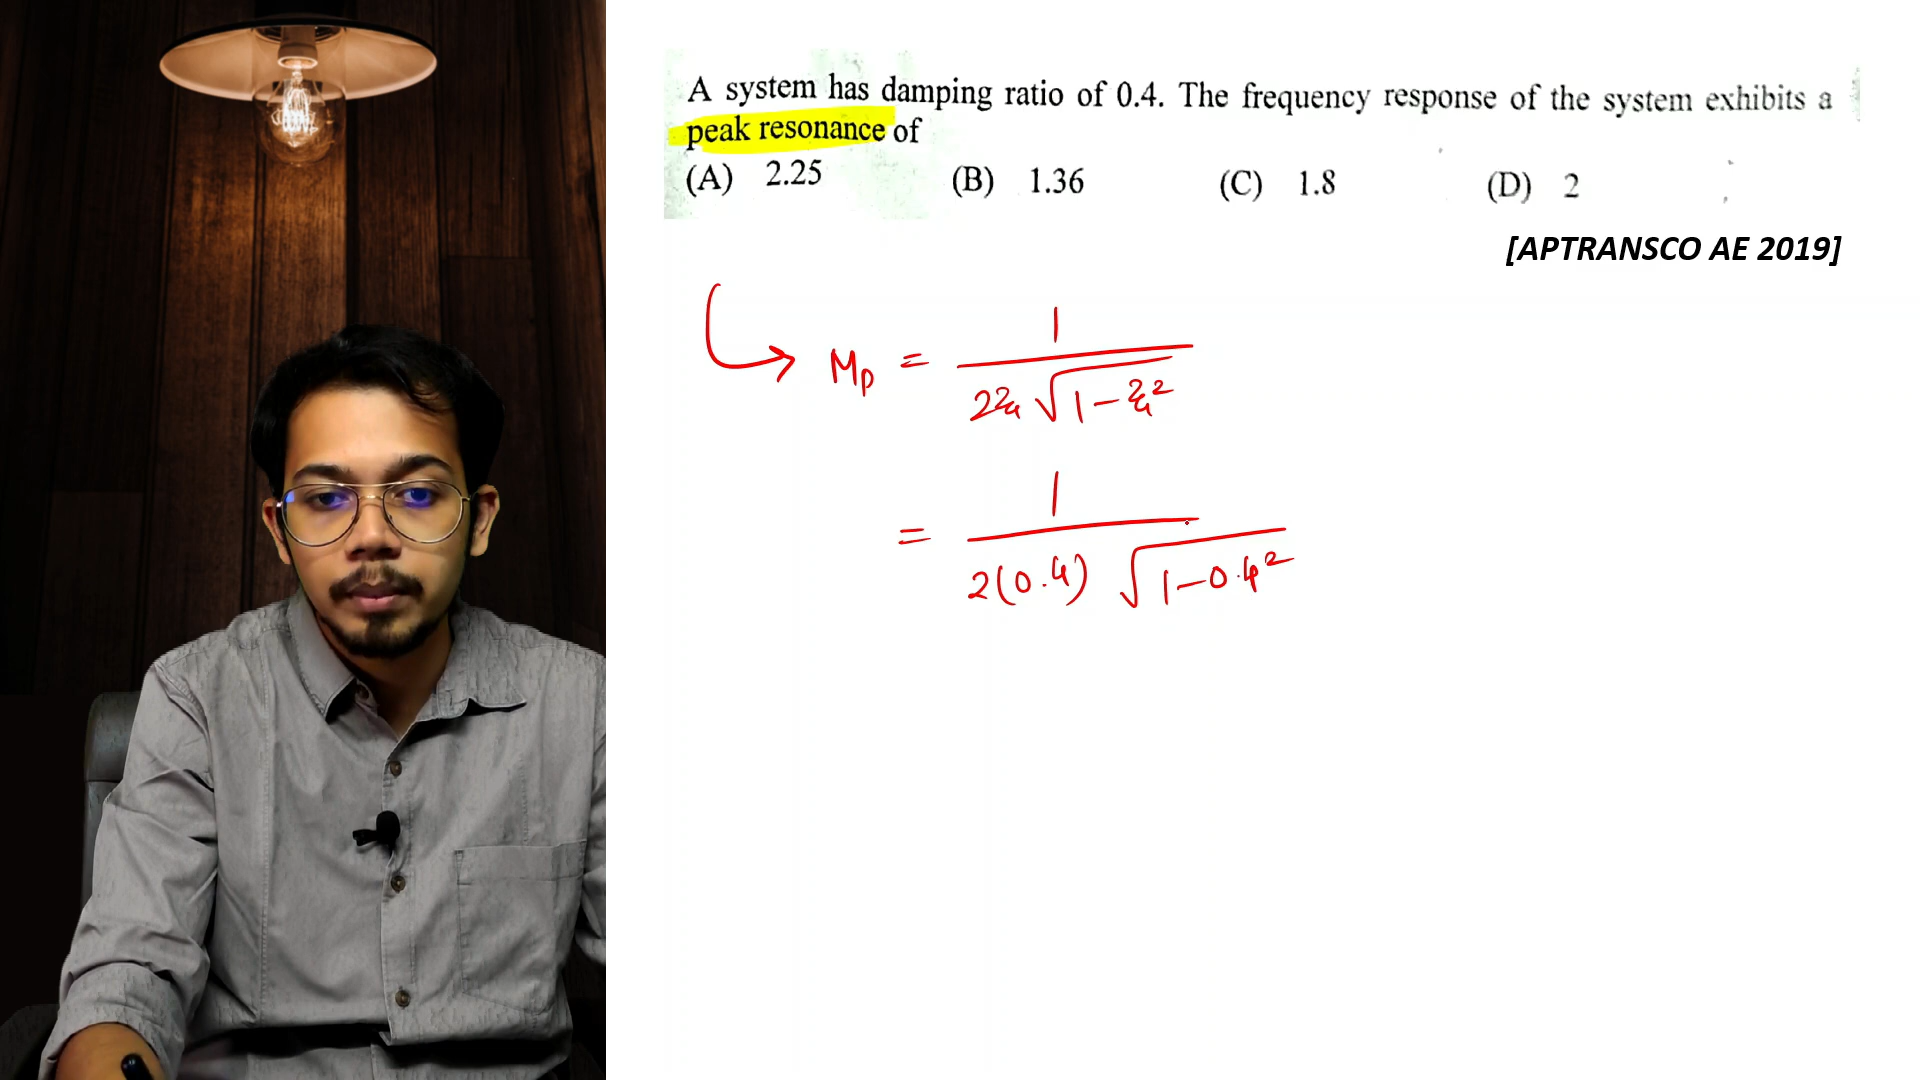 A system has damping ratio of 0.4. The frequency response of the system exhibits a
peak resonance of
(A) 2.25 (B) 1.36 (C) 1.8 (D) 2
[APTRANSCO AE 2019]
Mp = 1 / 2ξ √1-ξ²
= 1 / 2(0.4) √1-0.4²